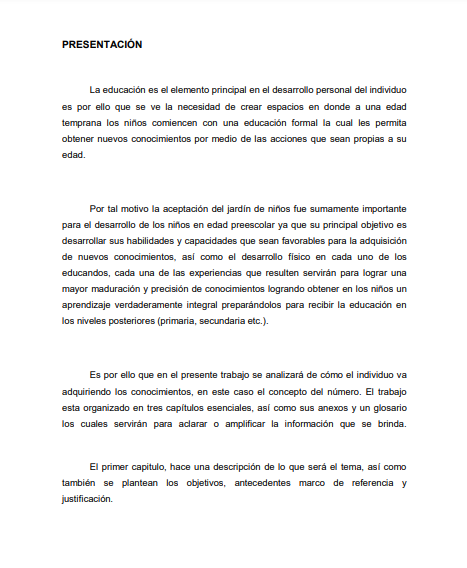 PRESENTACIÓN
La educación es el elemento principal en el desarrollo personal del individuo
es por ello que se ve la necesidad de crear espacios en donde a una edad
temprana los niños comiencen con una educación formal la cual les permita
obtener nuevos conocimientos por medio de las acciones que sean propias a su
edad.
Por tal motivo la aceptación del jardín de niños fue sumamente importante
para el desarrollo de los niños en edad preescolar ya que su principal objetivo es
desarrollar sus habilidades y capacidades que sean favorables para la adquisición
de nuevos conocimientos, así como el desarrollo físico en cada uno de los
educandos, cada una de las experiencias que resulten servirán para lograr una
mayor maduración y precisión de conocimientos logrando obtener en los niños un
aprendizaje verdaderamente integral preparándolos para recibir la educación en
los niveles posteriores (primaria, secundaria etc.).
Es por ello que en el presente trabajo se analizará de cómo el individuo va
adquiriendo los conocimientos, en este caso el concepto del número. El trabajo
esta organizado en tres capítulos esenciales, así como sus anexos y un glosario
los cuales servirán para aclarar o amplificar la información que se brinda.
El primer capitulo, hace una descripción de lo que será el tema, así como
también se plantean los objetivos, antecedentes marco de referencia y
justificación.